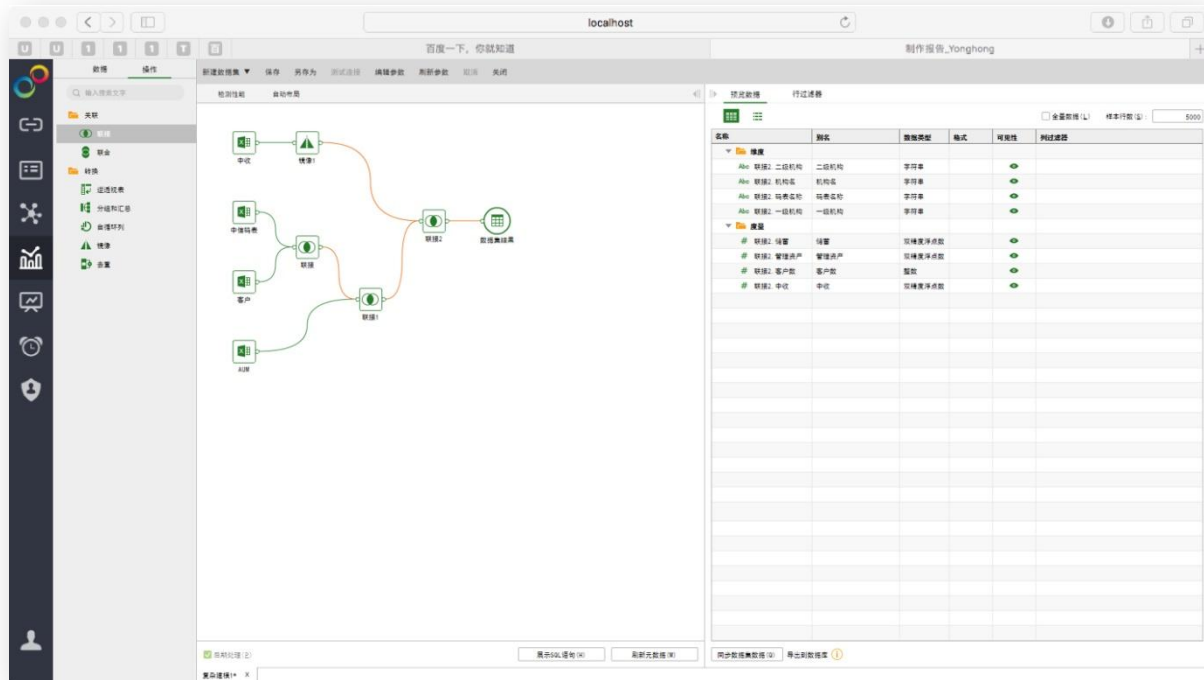 localhost
百度一下，你就知道
制作报告_Yonghong
数据 操作
输入搜索文字
关联
联接
联合
转换
逆透视表
分组和汇总
自循环列
镜像
去重
新建数据集 保存 另存为 测试连接 编辑参数 刷新参数 取消 关闭
检测性能 自动布局
中收
镜像1
中信码表
联接
客户
联接1
AUM
联接2
数据集结果
预览数据 行过滤器
全量数据(L) 样本行数(S): 5000
名称 别名 数据类型 格式 可见性 列过滤器
维度
Abc 联接2.二级机构 二级机构 字符串
Abc 联接2.机构名 机构名 字符串
Abc 联接2.码表名称 码表名称 字符串
Abc 联接2.一级机构 一级机构 字符串
度量
# 联接2.储蓄 储蓄 双精度浮点数
# 联接2.管理资产 管理资产 双精度浮点数
# 联接2.客户数 客户数 整数
# 联接2.中收 中收 双精度浮点数
展示SQL语句(H) 刷新元数据(M)
同步数据集数据(Q) 导出到数据库
复杂建模1* X